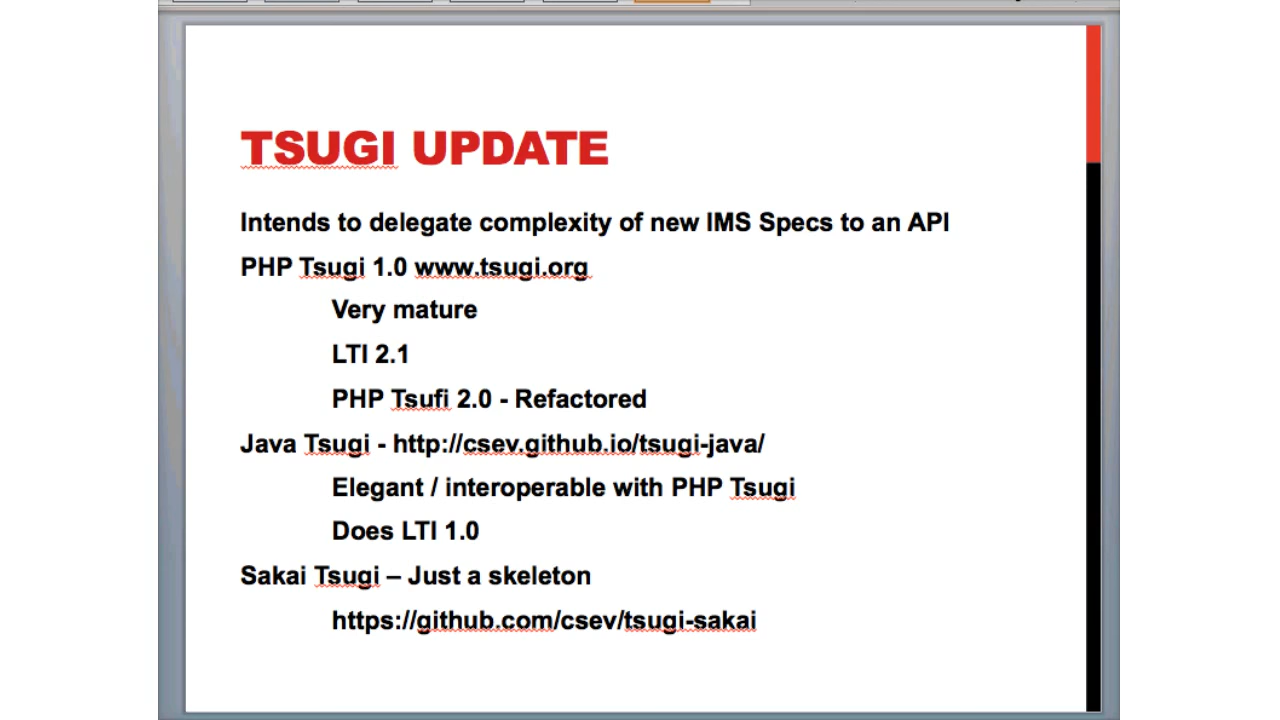 TSUGI UPDATE
Intends to delegate complexity of new IMS Specs to an API
PHP Tsugi 1.0 www.tsugi.org
Very mature
LTI 2.1
PHP Tsufi 2.0 - Refactored
Java Tsugi - http://csev.github.io/tsugi-java/
Elegant / interoperable with PHP Tsugi
Does LTI 1.0
Sakai Tsugi – Just a skeleton
https://github.com/csev/tsugi-sakai